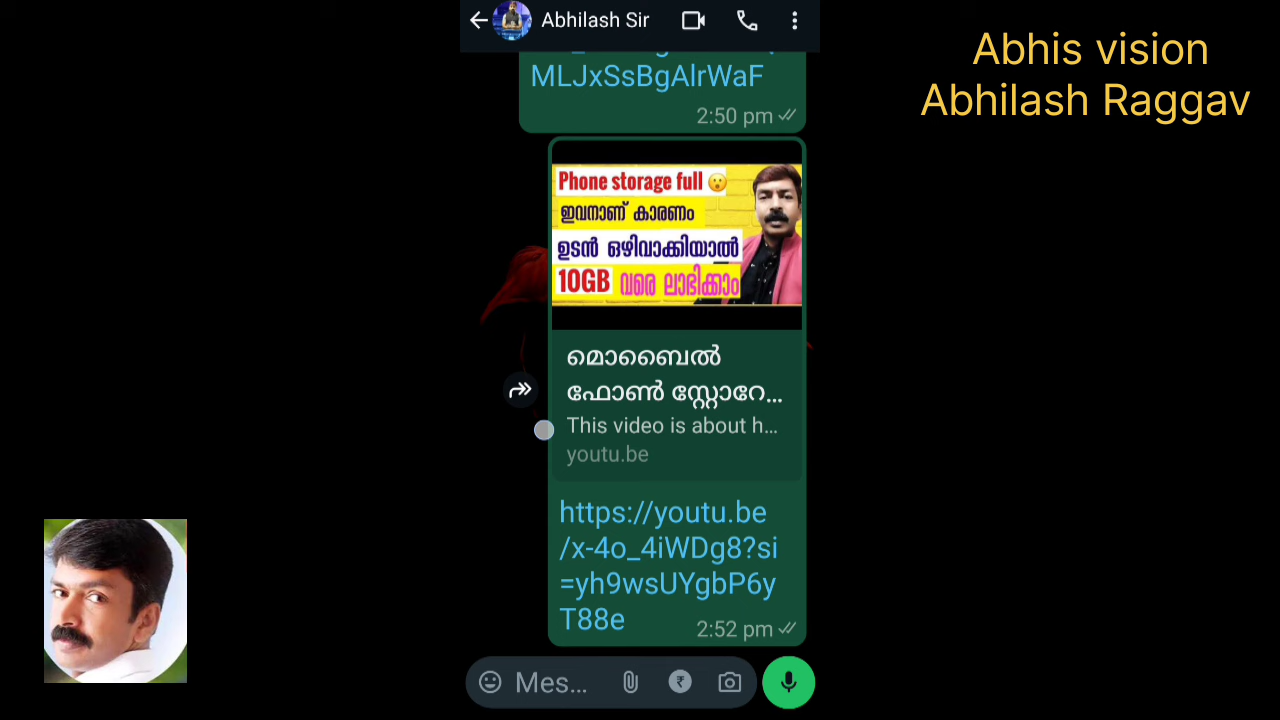 Abhilash Sir
Abhis vision
Abhilash Raggav
MLJxSsBgAlrWaF
2:50 pm
Phone storage full 😮
ഇവനാണ് കാരണം
ഉടൻ ഒഴിവാക്കിയാൽ
10GB വരെ ലാഭിക്കാം
മൊബൈൽ
ഫോൺ സ്റ്റോറേ...
This video is about h...
youtu.be
https://youtu.be
/x-4o_4iWDg8?si
=yh9wsUYgbP6y
T88e
2:52 pm
Mes...